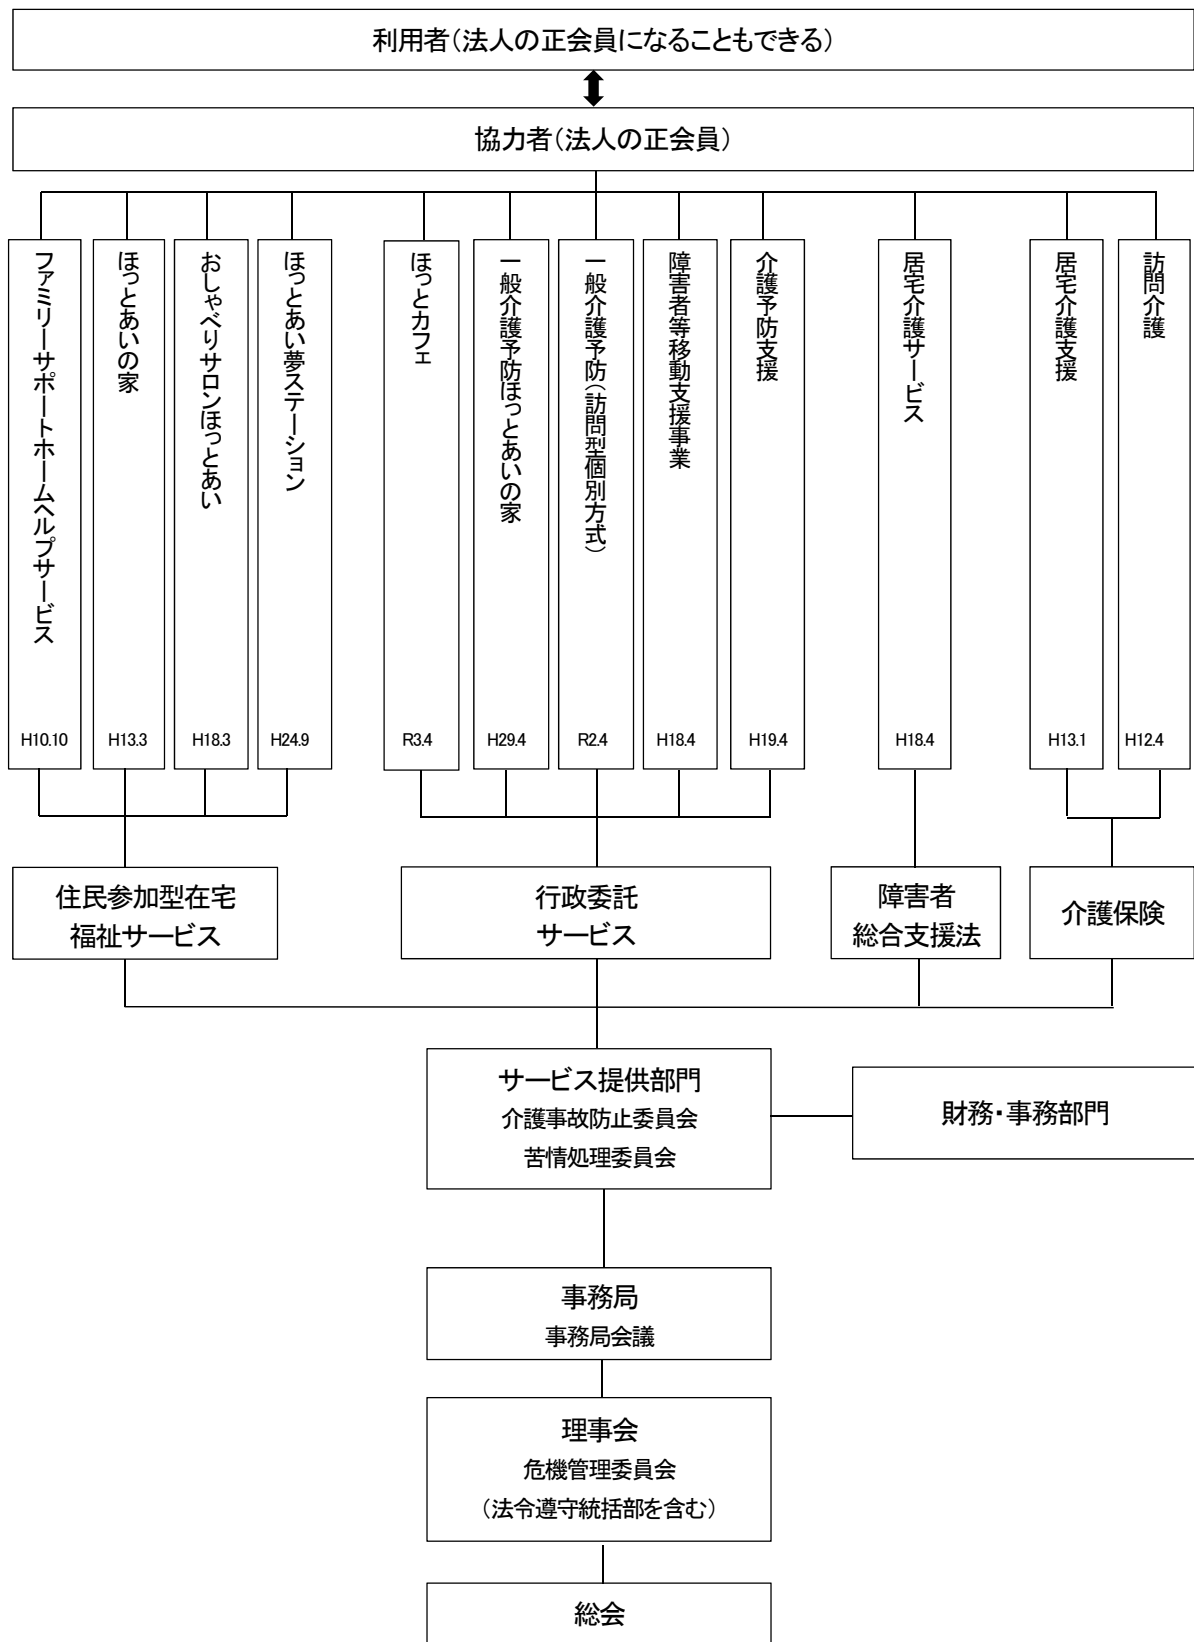 利用者(法人の正会員になることもできる)
協力者(法人の正会員)
ファミリーサポートホームヘルプサービス
H10.10
ほっとあいの家
H13.3
おしゃべりサロンほっとあい
H18.3
ほっとあい夢ステーション
H24.9
ほっとカフェ
R3.4
一般介護予防ほっとあいの家
H29.4
一般介護予防(訪問型個別方式)
R2.4
障害者等移動支援事業
H18.4
介護予防支援
H19.4
居宅介護サービス
H18.4
居宅介護支援
H13.1
訪問介護
H12.4
住民参加型在宅
福祉サービス
行政委託
サービス
障害者
総合支援法
介護保険
サービス提供部門
介護事故防止委員会
苦情処理委員会
財務・事務部門
事務局
事務局会議
理事会
危機管理委員会
(法令遵守統括部を含む)
総会